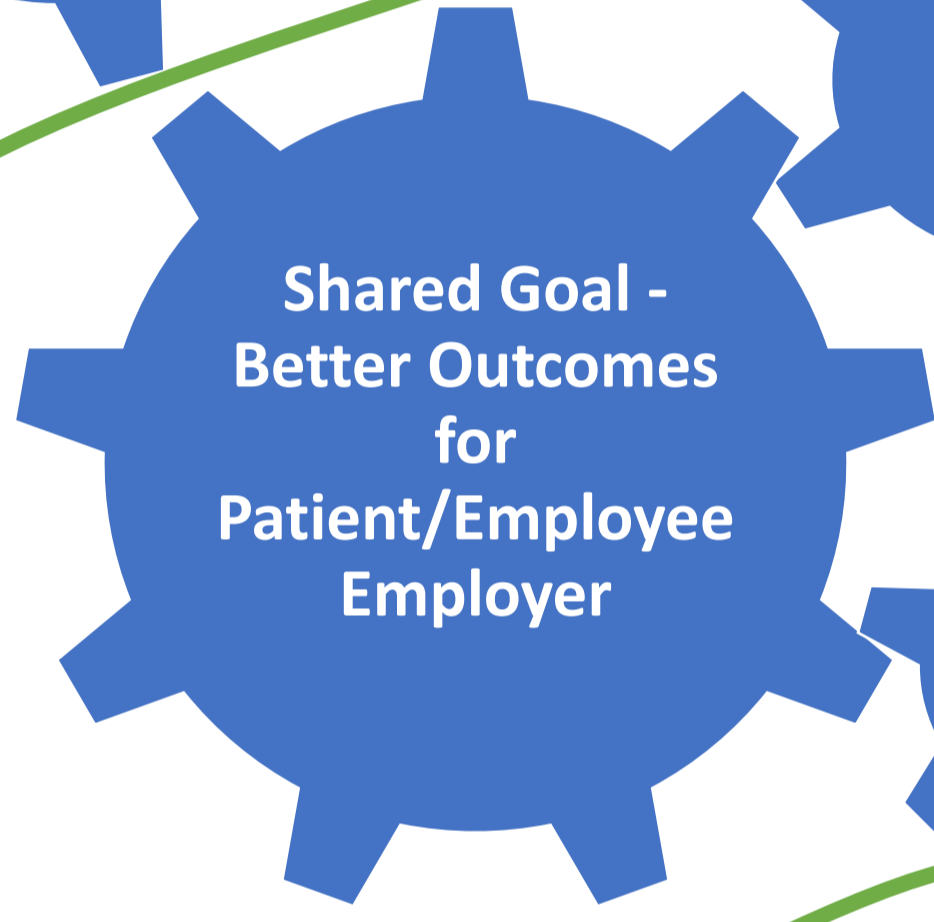 Shared Goal -
Better Outcomes
for
Patient/Employee
Employer